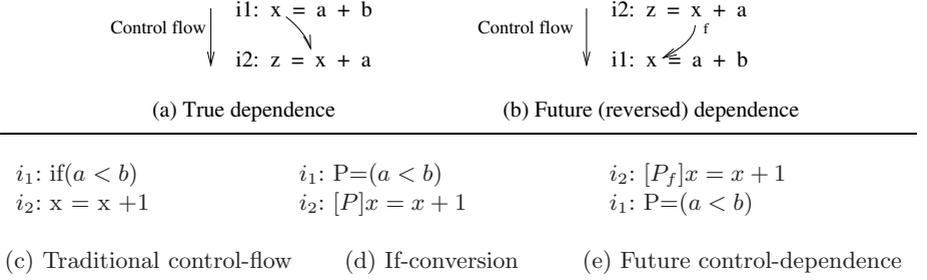 i1: x = a + b
Control flow
i2: z = x + a
(a) True dependence
i2: z = x + a
Control flow
f
i1: x = a + b
(b) Future (reversed) dependence
i₁: if(a < b)
i₂: x = x +1
(c) Traditional control-flow
i₁: P=(a < b)
i₂: [P]x = x + 1
(d) If-conversion
i₂: [P_f]x = x + 1
i₁: P=(a < b)
(e) Future control-dependence